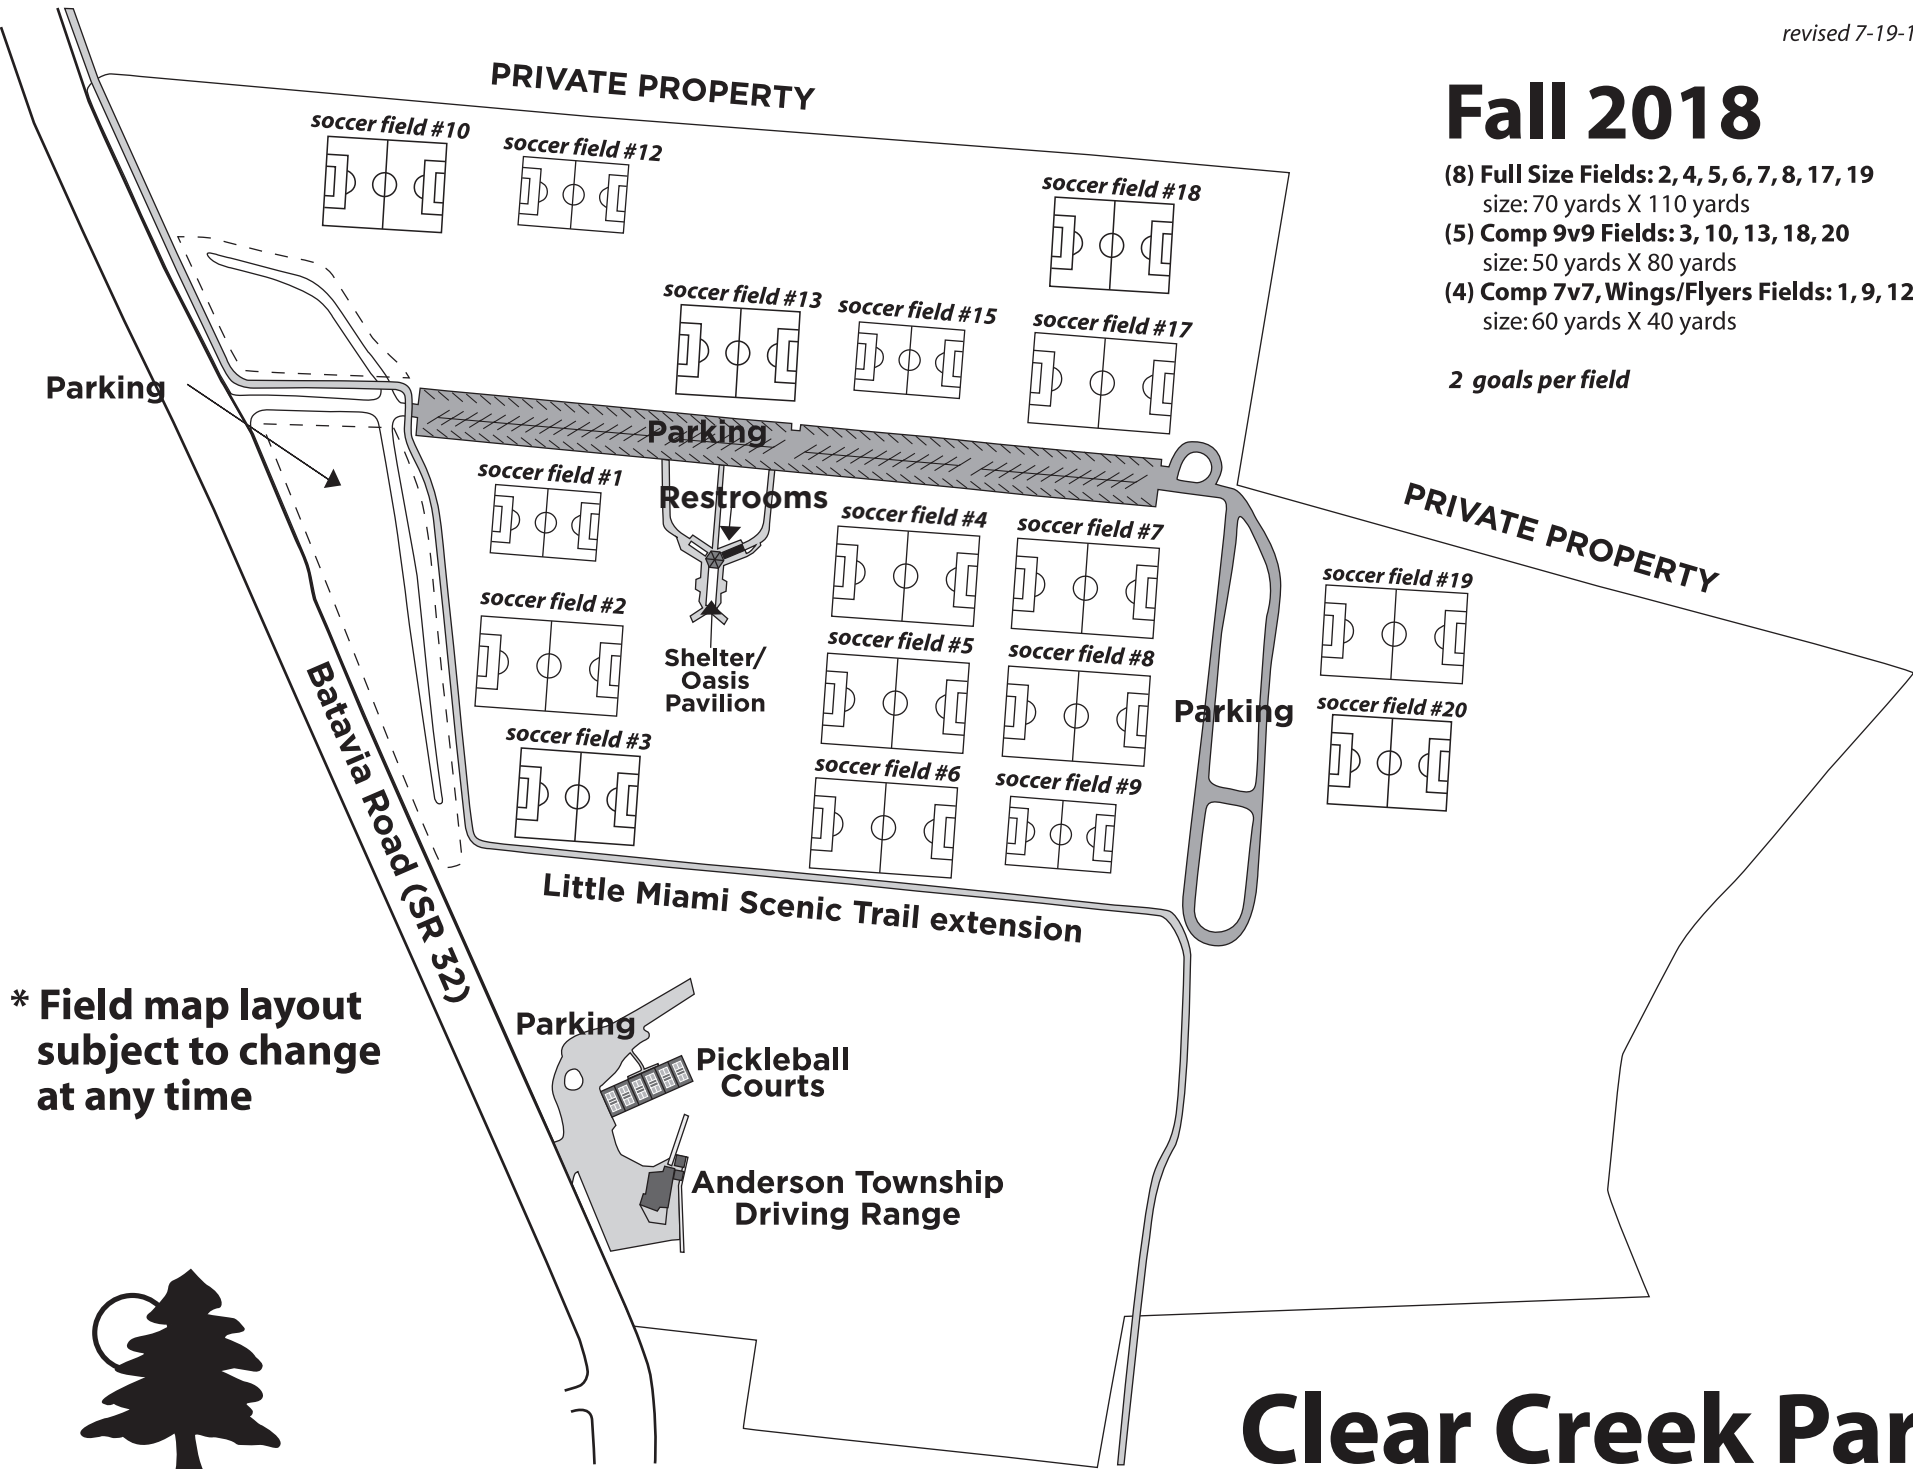 revised 7-19-1
Fall 2018
(8) Full Size Fields: 2, 4, 5, 6, 7, 8, 17, 19
size: 70 yards X 110 yards
(5) Comp 9v9 Fields: 3, 10, 13, 18, 20
size: 50 yards X 80 yards
(4) Comp 7v7, Wings/Flyers Fields: 1, 9, 12
size: 60 yards X 40 yards
2 goals per field
PRIVATE PROPERTY
soccer field #10
soccer field #12
soccer field #18
soccer field #13
soccer field #15
soccer field #17
Parking
Parking
soccer field #1
Restrooms
soccer field #4
soccer field #7
PRIVATE PROPERTY
soccer field #19
soccer field #2
soccer field #5
soccer field #8
Shelter/
Oasis
Pavilion
Parking
soccer field #20
soccer field #3
soccer field #6
soccer field #9
Batavia Road (SR 32)
Little Miami Scenic Trail extension
* Field map layout
subject to change
at any time
Parking
Pickleball
Courts
Anderson Township
Driving Range
Clear Creek Par